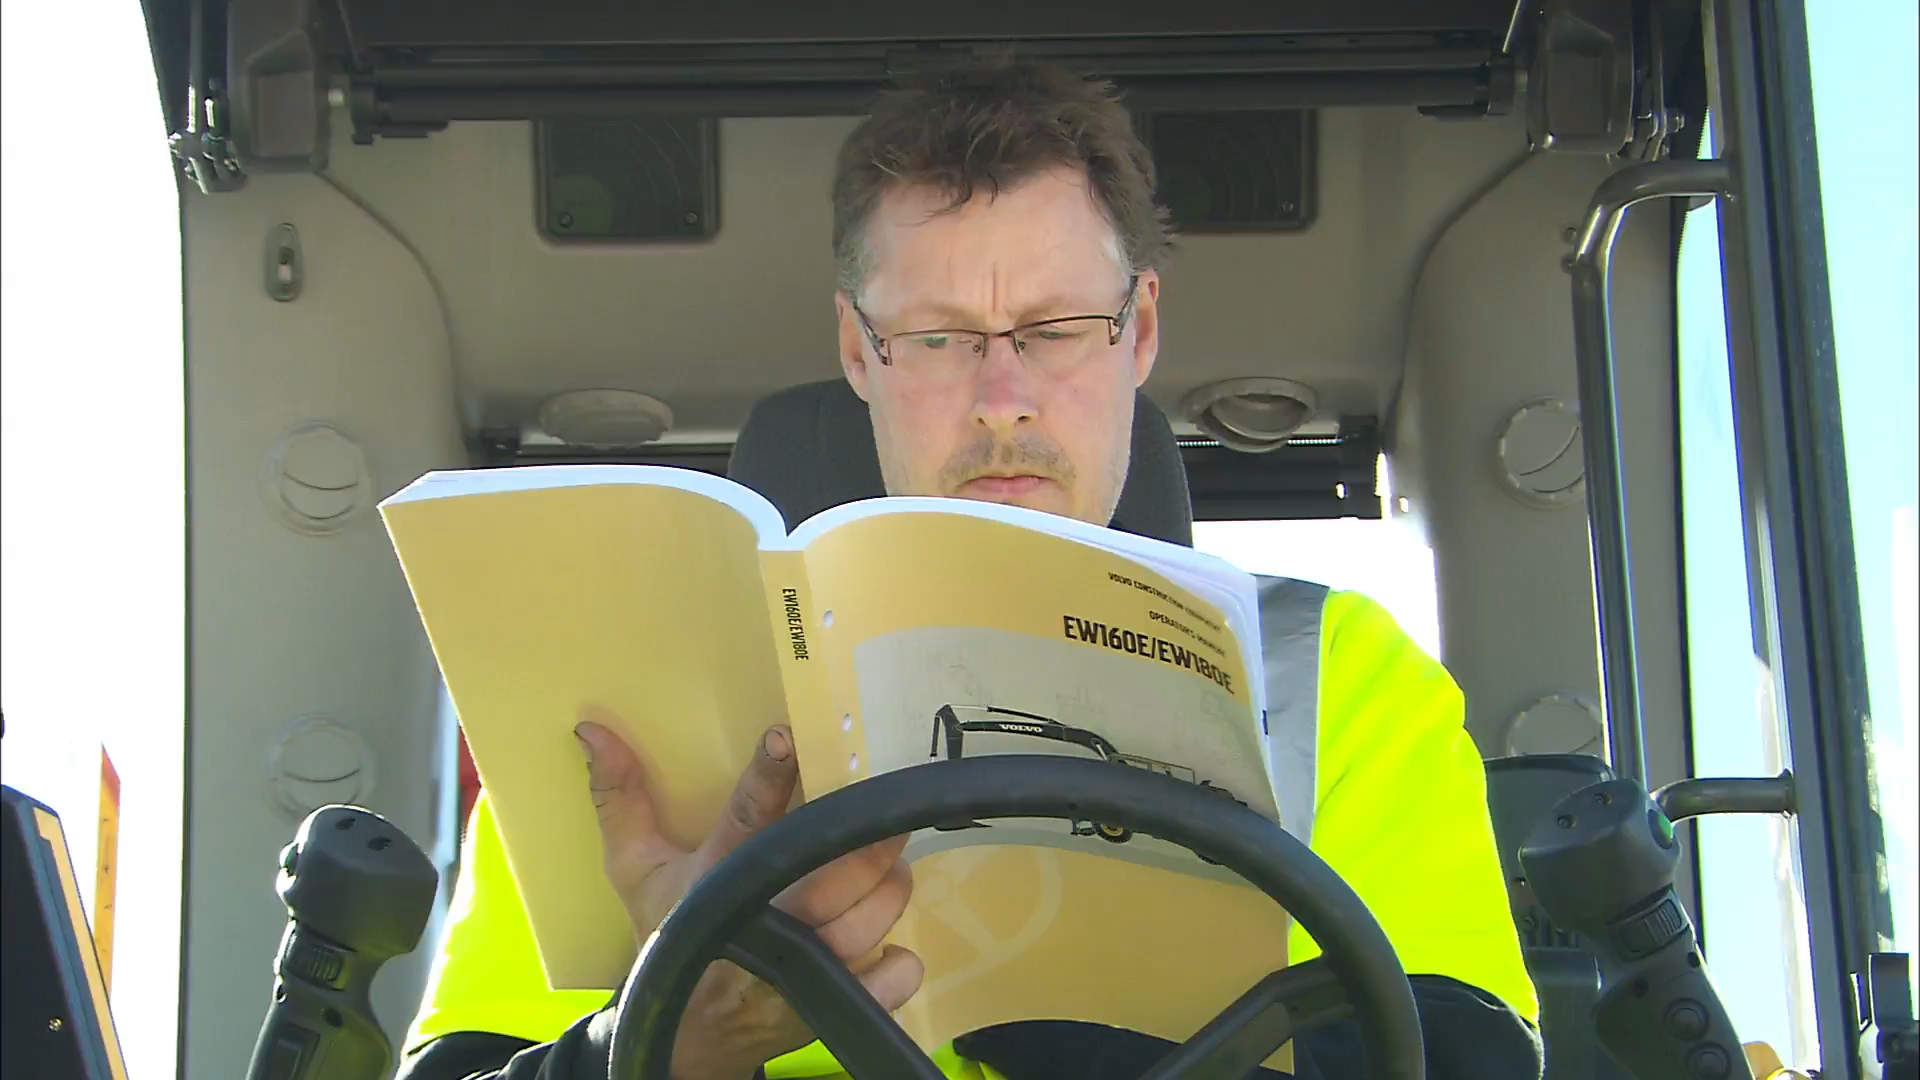 VOLVO CONSTRUCTION EQUIPMENT
OPERATOR'S MANUAL
EW160E/EW180E
EW160E/EW180E
VOLVO